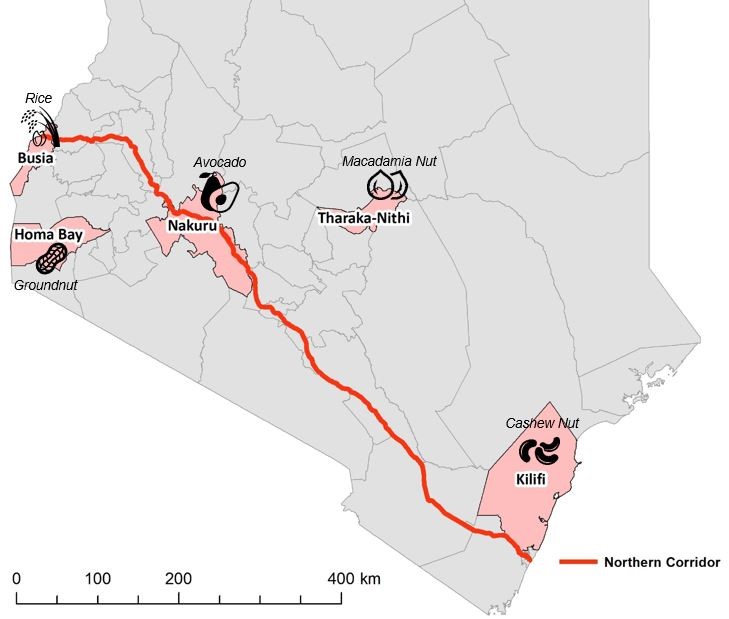 Rice
Busia
Avocado
Nakuru
Macadamia Nut
Tharaka-Nithi
Homa Bay
Groundnut
Cashew Nut
Kilifi
Northern Corridor
0 100 200 400 km